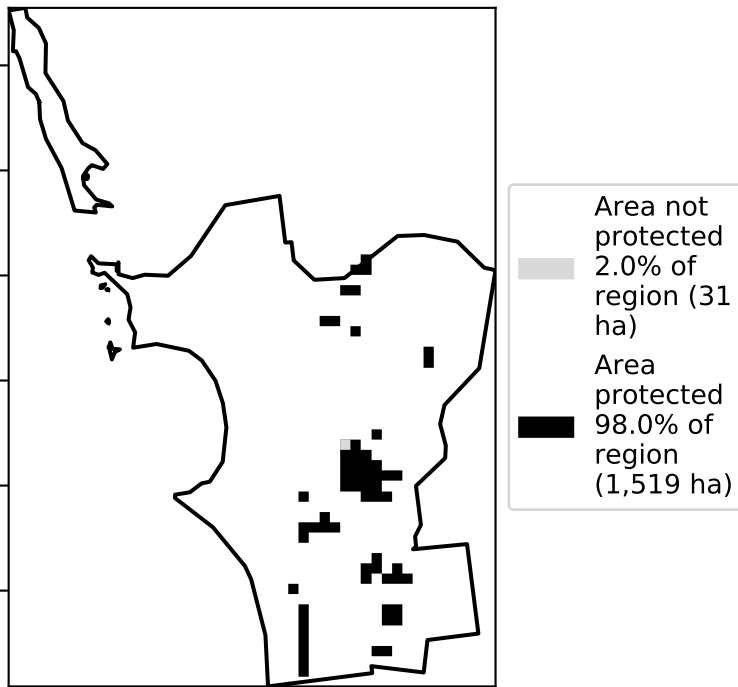 Area not
protected
2.0% of
region (31
ha)
Area
protected
98.0% of
region
(1,519 ha)